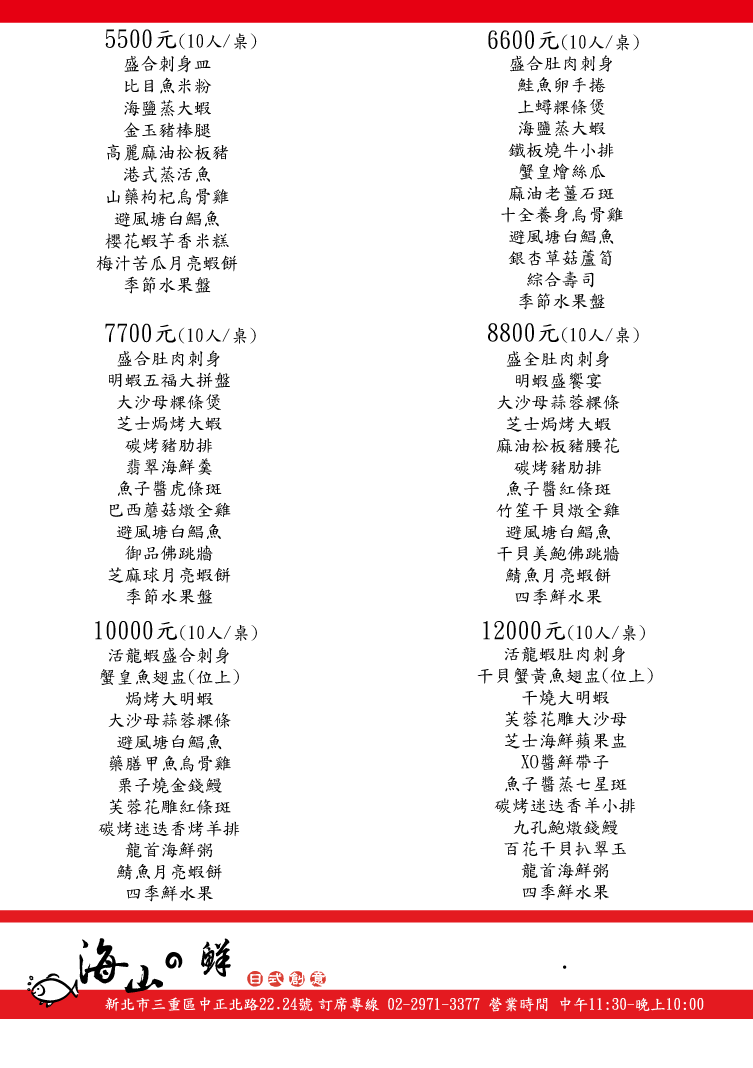 5500元(10人/桌)
盛合刺身皿
比目魚米粉
海鹽蒸大蝦
金玉豬棒腿
高麗麻油松板豬
港式蒸活魚
山藥枸杞烏骨雞
避風塘白鯧魚
櫻花蝦芋香米糕
梅汁苦瓜月亮蝦餅
季節水果盤
6600元(10人/桌)
盛合肚肉刺身
鮭魚卵手捲
上蟳粿條煲
海鹽蒸大蝦
鐵板燒牛小排
蟹皇燴絲瓜
麻油老薑石斑
十全養身烏骨雞
避風塘白鯧魚
銀杏草菇蘆筍
綜合壽司
季節水果盤
7700元(10人/桌)
盛合肚肉刺身
明蝦五福大拼盤
大沙母粿條煲
芝士焗烤大蝦
碳烤豬肋排
翡翠海鮮羹
魚子醬虎條斑
巴西蘑菇燉全雞
避風塘白鯧魚
御品佛跳牆
芝麻球月亮蝦餅
季節水果盤
8800元(10人/桌)
盛全肚肉刺身
明蝦盛饗宴
大沙母蒜蓉粿條
芝士焗烤大蝦
麻油松板豬腰花
碳烤豬肋排
魚子醬紅條斑
竹笙干貝燉全雞
避風塘白鯧魚
干貝美鮑佛跳牆
鯖魚月亮蝦餅
四季鮮水果
10000元(10人/桌)
活龍蝦盛合刺身
蟹皇魚翅盅(位上)
焗烤大明蝦
大沙母蒜蓉粿條
避風塘白鯧魚
藥膳甲魚烏骨雞
栗子燒金錢鰻
芙蓉花雕紅條斑
碳烤迷迭香烤羊排
龍首海鮮粥
鯖魚月亮蝦餅
四季鮮水果
12000元(10人/桌)
活龍蝦肚肉刺身
干貝蟹黃魚翅盅(位上)
干燒大明蝦
芙蓉花雕大沙母
芝士海鮮蘋果盅
XO醬鮮帶子
魚子醬蒸七星斑
碳烤迷迭香羊小排
九孔鮑燉錢鰻
百花干貝扒翠玉
龍首海鮮粥
四季鮮水果
海山の鮮 日式創意
新北市三重區中正北路22.24號 訂席專線 02-2971-3377 營業時間 中午11:30-晚上10:00